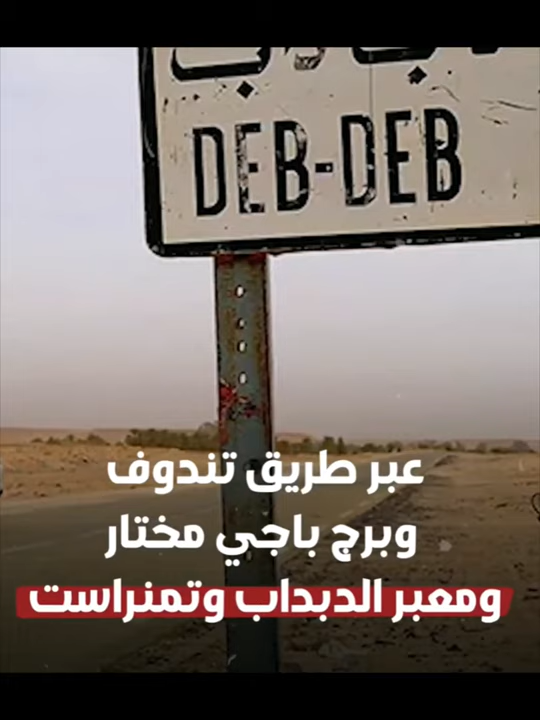 DEB-DEB
عبر طريق تندوف
وبرج باجي مختار
ومعبر الدبداب وتمنراست